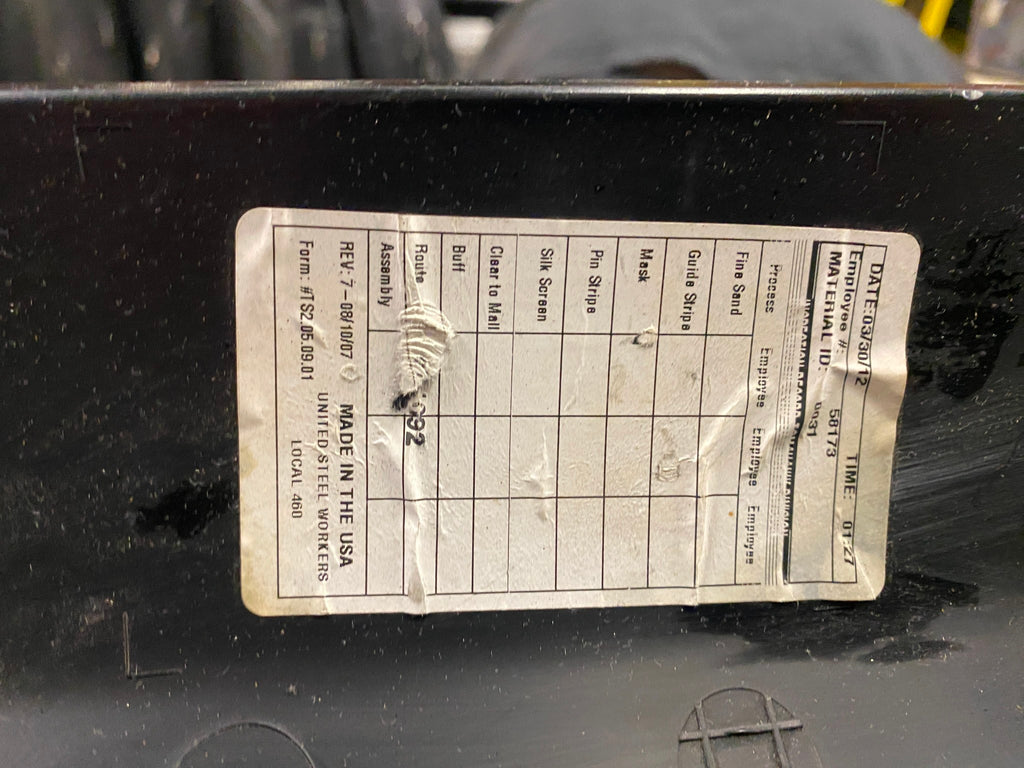 DATE:03/30/12 TIME: 01:27
Employee #: 58173
MATERIAL ID: 0031
Process Employee Employee Employee
Fine Sand
Guide Stripe
Mask
Pin Stripe
Silk Screen
Clear to Mall
Buff
Route 092
Assembly
REV: 7-08/10/07 MADE IN THE USA
UNITED STEEL WORKERS
Form: #TS2.05.09.01 LOCAL 460